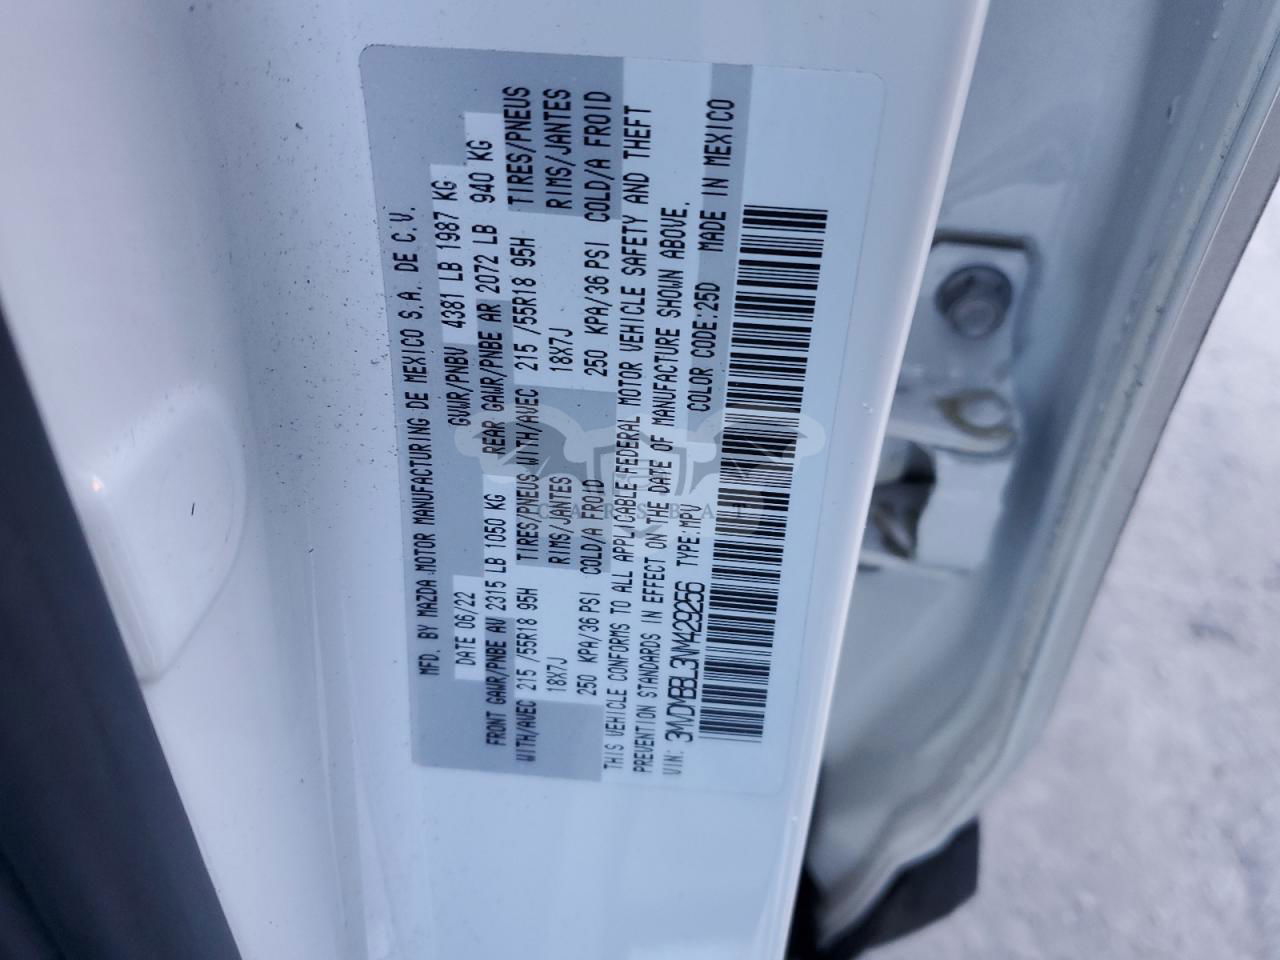 MFD. BY MAZDA MOTOR MANUFACTURING DE MEXICO S.A. DE C.V.
DATE 06/22 GVWR/PNBV 4381 LB 1987 KG
FRONT GAWR/PNBE AV 2315 LB 1050 KG REAR GAWR/PNBE AR 2072 LB 940 KG
WITH/AVEC 215 /55R18 95H TIRES/PNEUS WITH/AVEC 215 /55R18 95H TIRES/PNEUS
18X7J RIMS/JANTES 18X7J RIMS/JANTES
250 KPA/36 PSI COLD/A FROID 250 KPA/36 PSI COLD/A FROID
THIS VEHICLE CONFORMS TO ALL APPLICABLE FEDERAL MOTOR VEHICLE SAFETY AND THEFT
PREVENTION STANDARDS IN EFFECT ON THE DATE OF MANUFACTURE SHOWN ABOVE.
VIN: 3MVDMBBL3NM429256 TYPE:MPV COLOR CODE:25D MADE IN MEXICO
CARSBAT